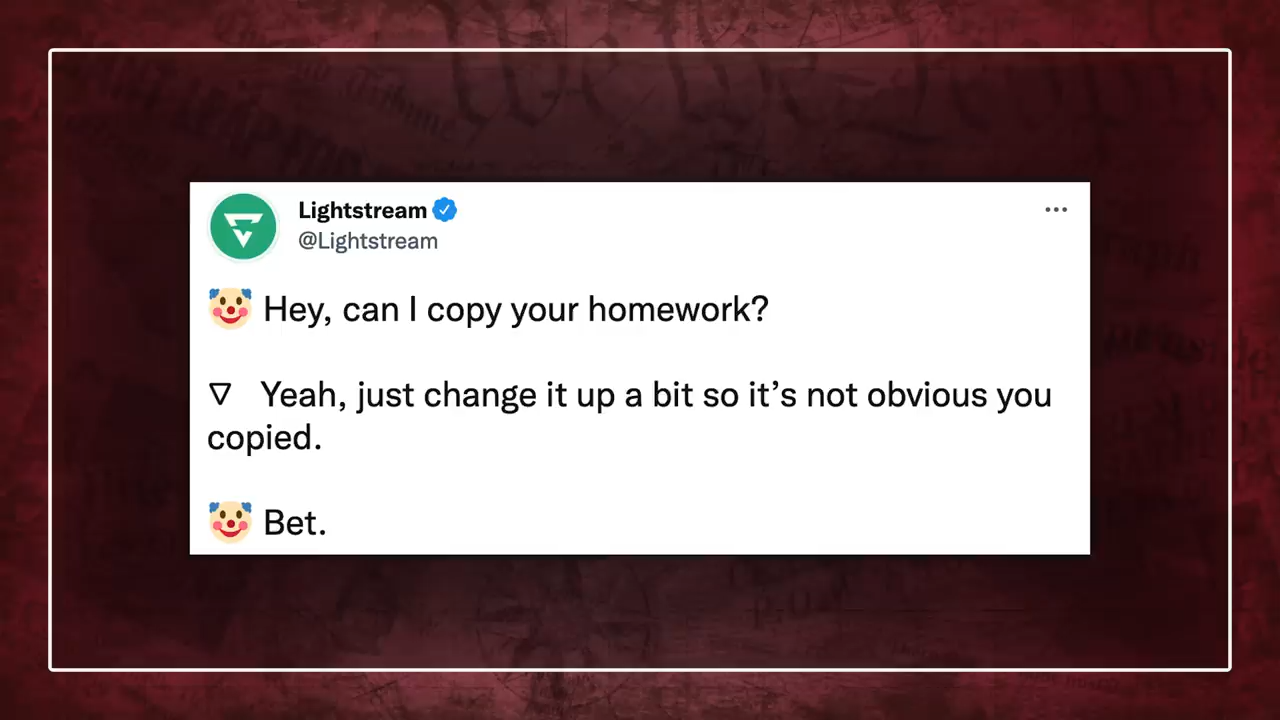 Lightstream
@Lightstream
🤡 Hey, can I copy your homework?
▽ Yeah, just change it up a bit so it’s not obvious you
copied.
🤡 Bet.